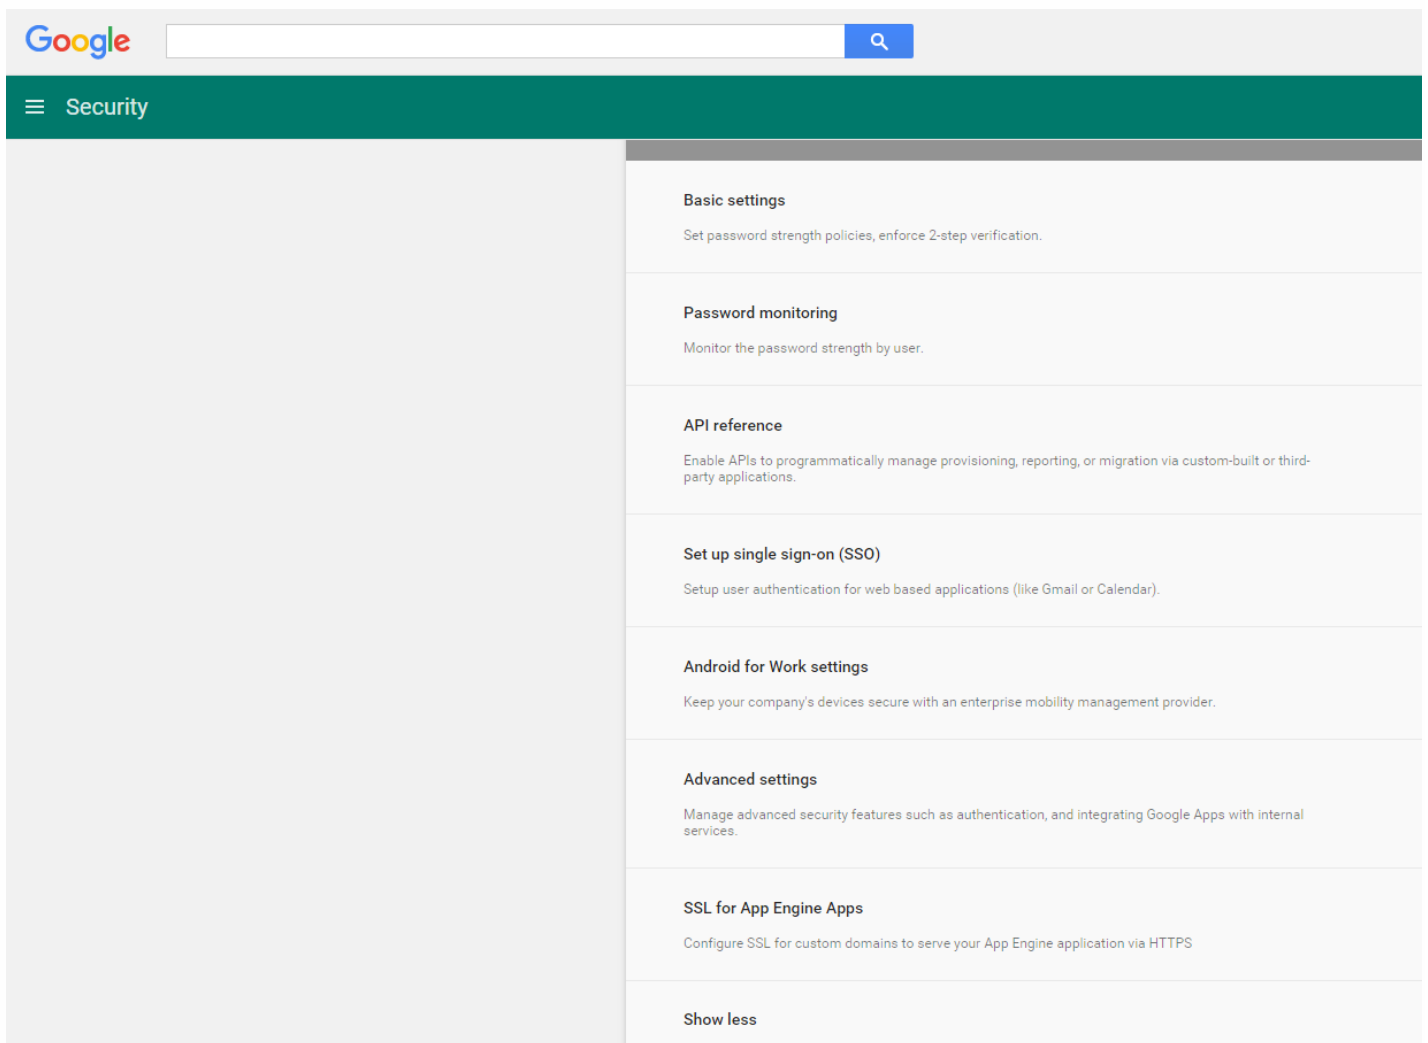 Google
Security
Basic settings
Set password strength policies, enforce 2-step verification.
Password monitoring
Monitor the password strength by user.
API reference
Enable APIs to programmatically manage provisioning, reporting, or migration via custom-built or third-
party applications.
Set up single sign-on (SSO)
Setup user authentication for web based applications (like Gmail or Calendar).
Android for Work settings
Keep your company's devices secure with an enterprise mobility management provider.
Advanced settings
Manage advanced security features such as authentication, and integrating Google Apps with internal
services.
SSL for App Engine Apps
Configure SSL for custom domains to serve your App Engine application via HTTPS
Show less